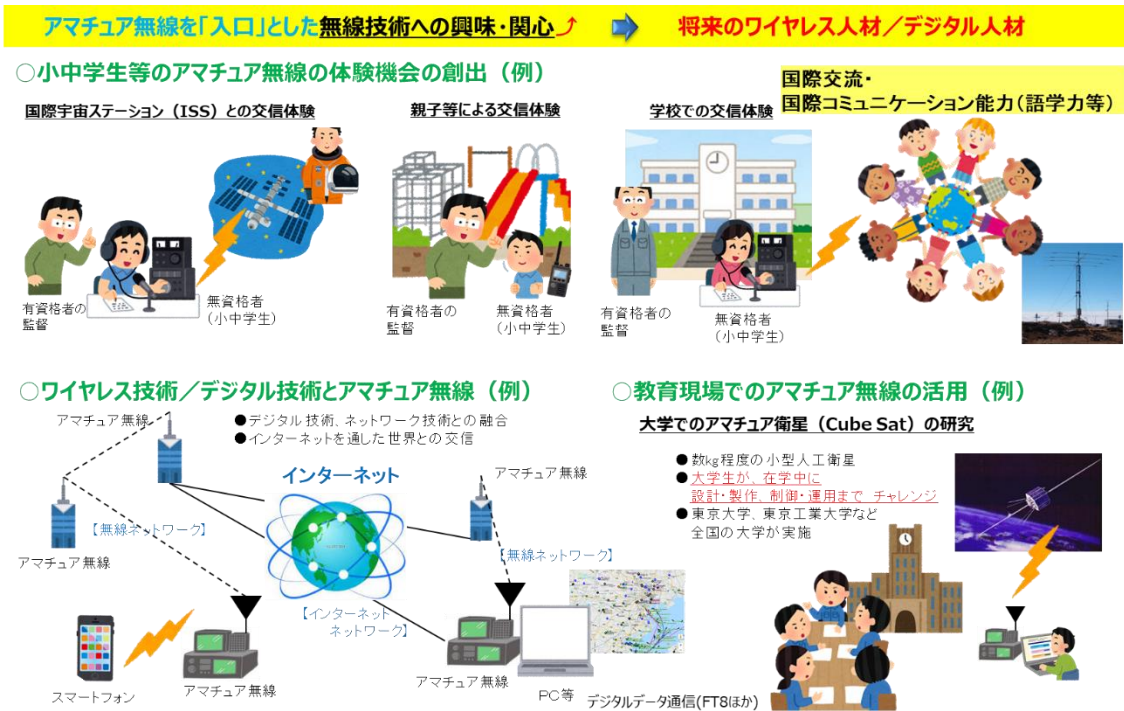 アマチュア無線を「入口」とした無線技術への興味・関心
将来のワイヤレス人材／デジタル人材
○小中学生等のアマチュア無線の体験機会の創出（例）
国際宇宙ステーション（ISS）との交信体験
親子等による交信体験
学校での交信体験
国際交流・
国際コミュニケーション能力（語学力等）
有資格者の
監督
無資格者
（小中学生）
有資格者の
監督
無資格者
（小中学生）
有資格者の
監督
無資格者
（小中学生）
○ワイヤレス技術／デジタル技術とアマチュア無線（例）
アマチュア無線
●デジタル技術、ネットワーク技術との融合
●インターネットを通した世界との交信
インターネット
アマチュア無線
【無線ネットワーク】
アマチュア無線
【無線ネットワーク】
【インターネット
ネットワーク】
スマートフォン
アマチュア無線
アマチュア無線
PC等
デジタルデータ通信(FT8ほか)
○教育現場でのアマチュア無線の活用（例）
大学でのアマチュア衛星（Cube Sat）の研究
●数kg程度の小型人工衛星
●大学生が、在学中に
設計・製作、制御・運用まで チャレンジ
●東京大学、東京工業大学など
全国の大学が実施